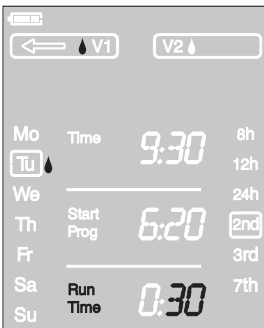 V1 V2
Mo Time 9:30 8h
Tu 12h
We 24h
Th Start Prog 6:20 2nd
Fr 3rd
Sa Run Time 0:30 7th
Su